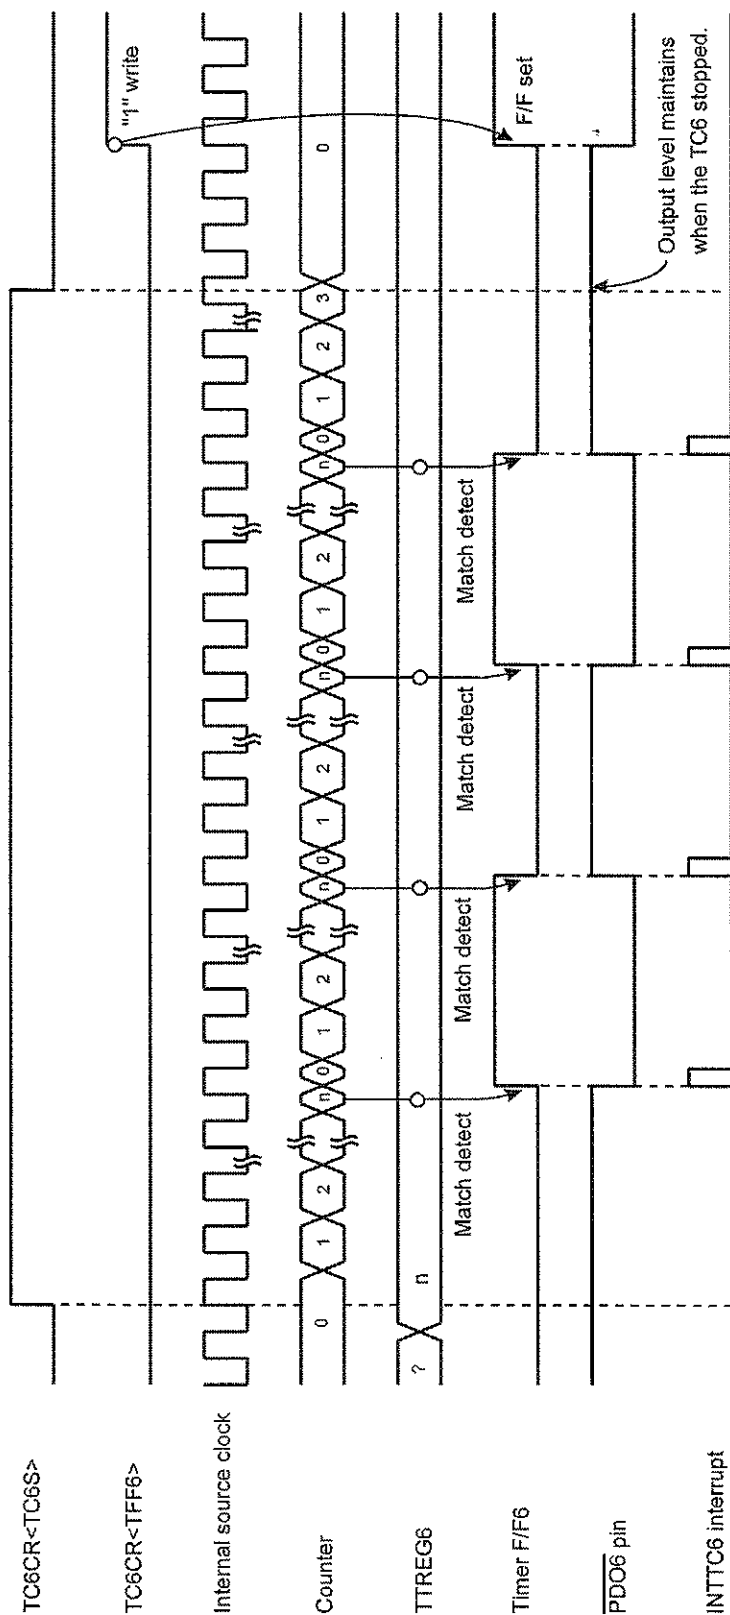 TC6CR<TC6S>
TC6CR<TFF6>
"1" write
Internal source clock
Counter
0 1 2 n 0 1 2 n 0 1 2 n 0 1 2 n 0 1 2 3 0
TTREG6
? n
Match detect Match detect Match detect Match detect
Timer F/F6
F/F set
PDO6 pin
Output level maintains
when the TC6 stopped.
INTTC6 interrupt